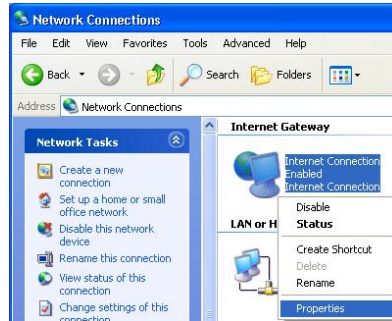 Network Connections
File Edit View Favorites Tools Advanced Help
Back Search Folders
Address Network Connections
Network Tasks
Create a new
connection
Set up a home or small
office network
Disable this network
device
Rename this connection
View status of this
connection
Change settings of this
connection
Internet Gateway
Internet Connection
Enabled
Internet Connection
LAN or H
Disable
Status
Create Shortcut
Delete
Rename
Properties